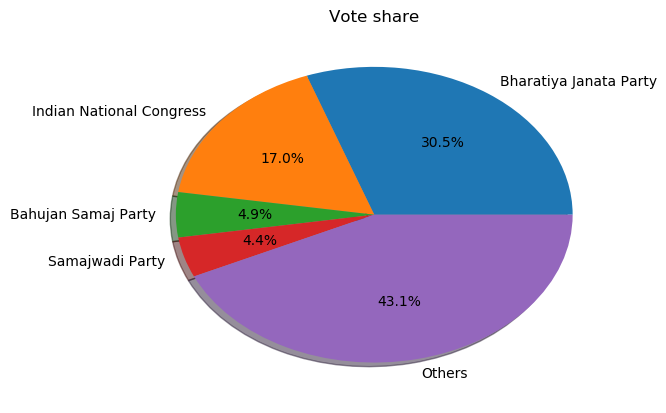 Vote share
Bharatiya Janata Party
30.5%
Indian National Congress
17.0%
Bahujan Samaj Party
4.9%
Samajwadi Party
4.4%
43.1%
Others